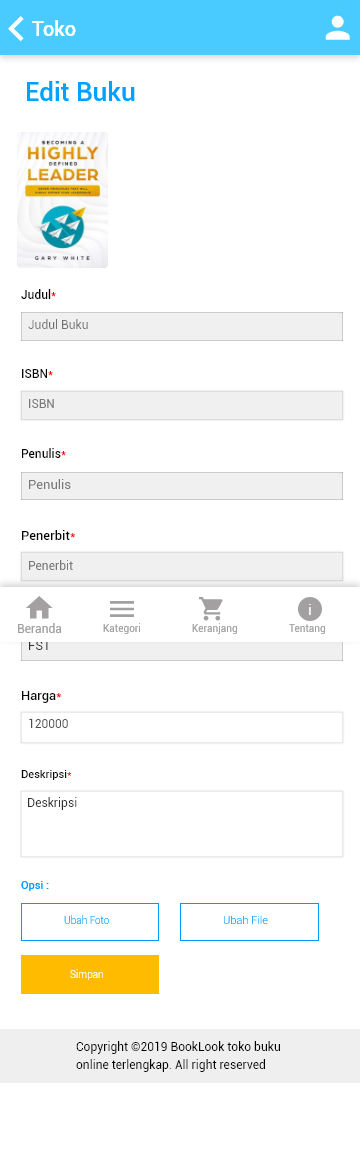 Toko
Edit Buku
BECOMING A
HIGHLY
DEFINED
LEADER
GARY WHITE
Judul*
Judul Buku
ISBN*
ISBN
Penulis*
Penulis
Penerbit*
Penerbit
Beranda
Kategori
Keranjang
Tentang
FST
Harga*
120000
Deskripsi*
Deskripsi
Opsi :
Ubah Foto
Ubah File
Simpan
Copyright ©2019 BookLook toko buku
online terlengkap. All right reserved